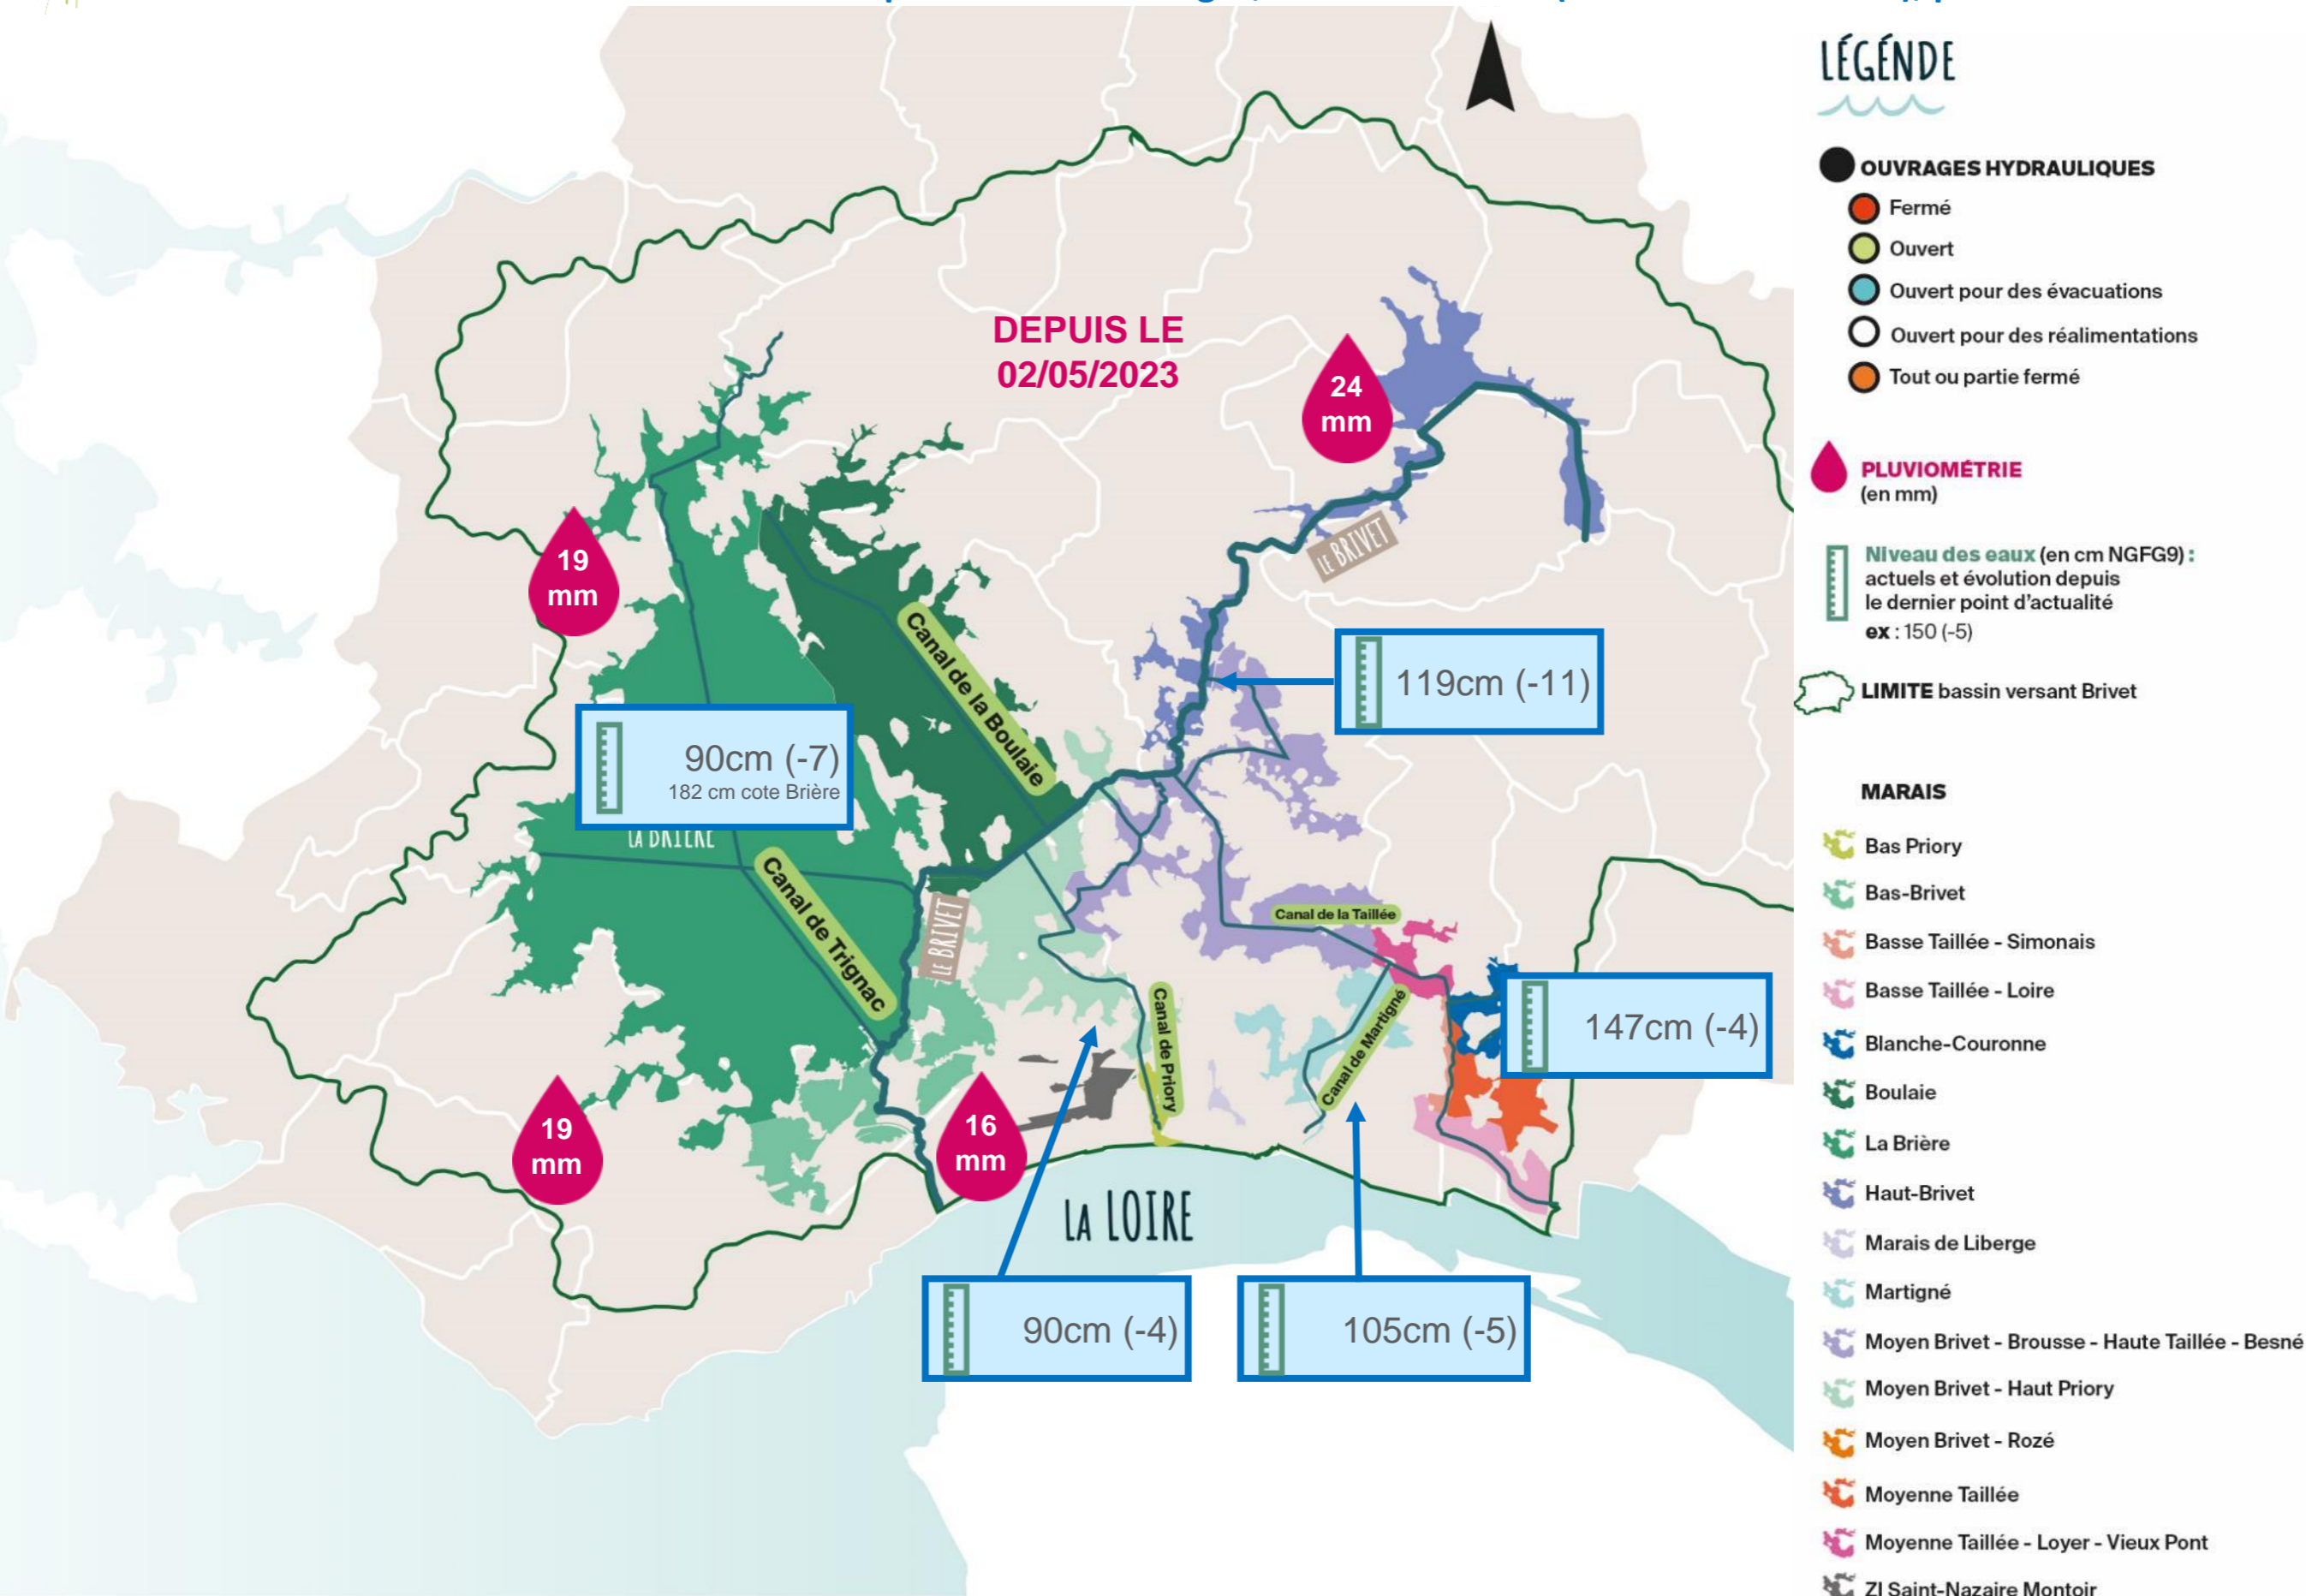 DEPUIS LE
02/05/2023
24
mm
19
mm
19
mm
16
mm
LE BRIVET
LE BRIVET
Canal de la Boulaie
Canal de Trignac
Canal de la Taillée
Canal de Martigné
Canal de Priory
119cm (-11)
90cm (-7)
182 cm cote Brière
LA BRIÈRE
147cm (-4)
90cm (-4)
105cm (-5)
LA LOIRE
LÉGÉNDE
OUVRAGES HYDRAULIQUES
Fermé
Ouvert
Ouvert pour des évacuations
Ouvert pour des réalimentations
Tout ou partie fermé
PLUVIOMÉTRIE
(en mm)
NIveau des eaux (en cm NGFG9) :
actuels et évolution depuis
le dernier point d'actualité
ex : 150 (-5)
LIMITE bassin versant Brivet
MARAIS
Bas Priory
Bas-Brivet
Basse Taillée - Simonais
Basse Taillée - Loire
Blanche-Couronne
Boulaie
La Brière
Haut-Brivet
Marais de Liberge
Martigné
Moyen Brivet - Brousse - Haute Taillée - Besné
Moyen Brivet - Haut Priory
Moyen Brivet - Rozé
Moyenne Taillée
Moyenne Taillée - Loyer - Vieux Pont
ZI Saint-Nazaire Montoir